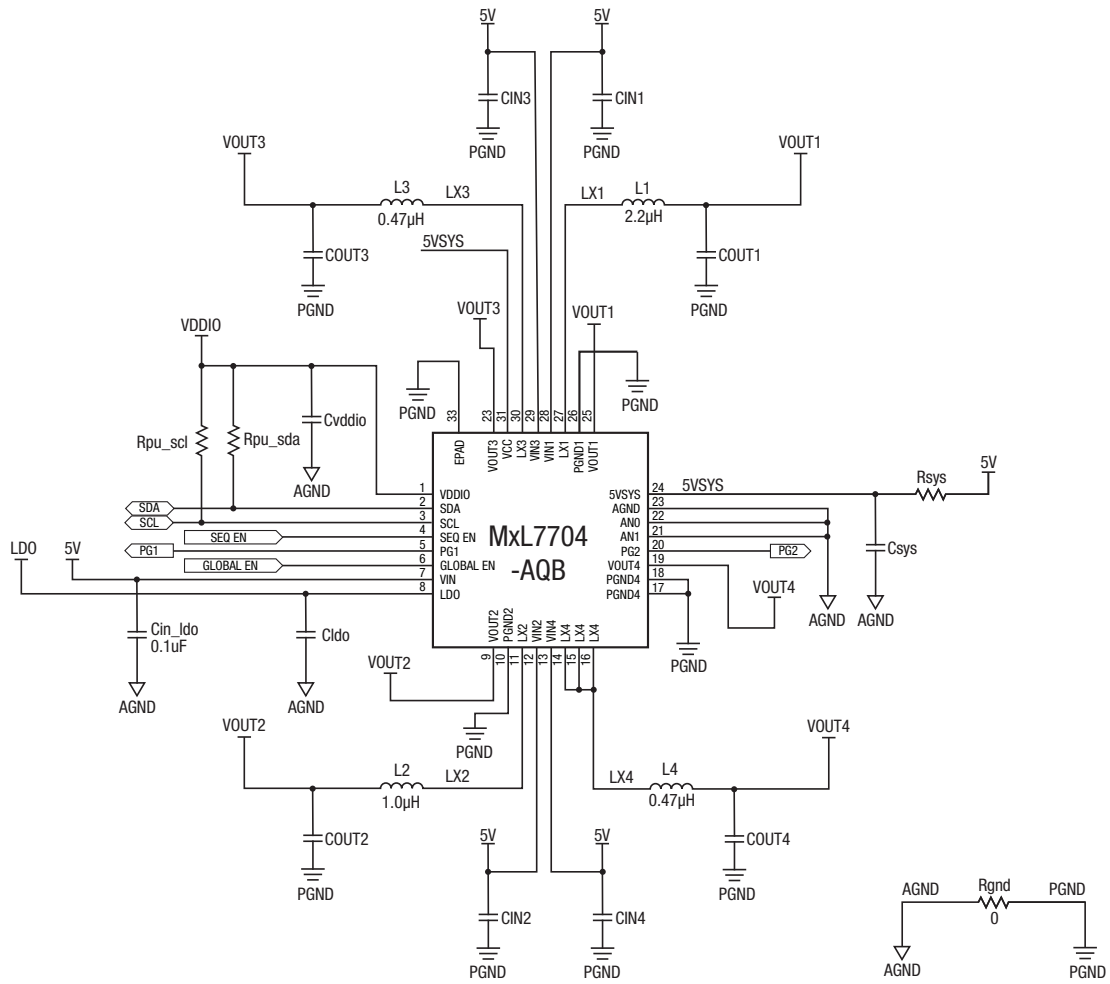 5V
5V
CIN3
CIN1
PGND
PGND
VOUT3
VOUT1
L3
LX3
LX1
L1
0.47µH
2.2µH
5VSYS
COUT3
COUT1
PGND
PGND
VOUT3
VOUT1
VDDIO
PGND
PGND
Cvddio
Rpu_scl
Rpu_sda
AGND
33
23
31
30
29
28
27
26
25
EPAD
VOUT3
VCC
LX3
VIN3
VIN1
LX1
PGND1
VOUT1
1 VDDIO
SDA 2 SDA
SCL 3 SCL
SEQ EN 4 SEQ EN
PG1 5 PG1
GLOBAL EN 6 GLOBAL EN
7 VIN
8 LDO
LDO
5V
MxL7704
-AQB
5VSYS 24 5VSYS
AGND 23
AN0 22
AN1 21
PG2 20 PG2
VOUT4 19
PGND4 18
PGND4 17
Rsys
5V
Csys
VOUT4
AGND
AGND
PGND
Cin_ldo
0.1uF
Cldo
AGND
AGND
VOUT2
PGND2
LX2
VIN2
VIN4
LX4
LX4
LX4
9
10
11
12
13
14
15
16
VOUT2
PGND
VOUT2
VOUT4
L2
LX2
LX4
L4
1.0µH
0.47µH
COUT2
COUT4
5V
5V
PGND
PGND
CIN2
CIN4
PGND
PGND
AGND
Rgnd
PGND
0
AGND
PGND